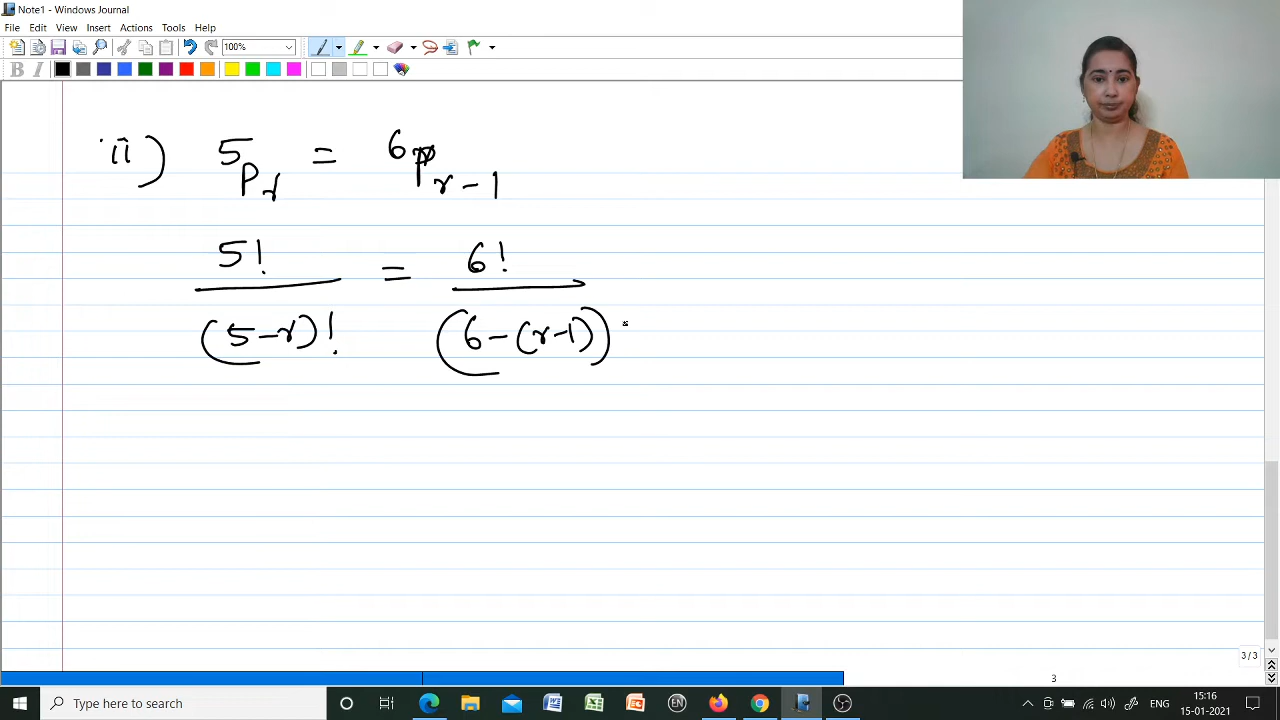 Note1 - Windows Journal
File Edit View Insert Actions Tools Help
100%
B I
ii) 5Pr = 6Pr-1
5! = 6!
(5-r)! (6-(r-1))
3/3
3
Type here to search
EN
ENG
15:16
15-01-2021